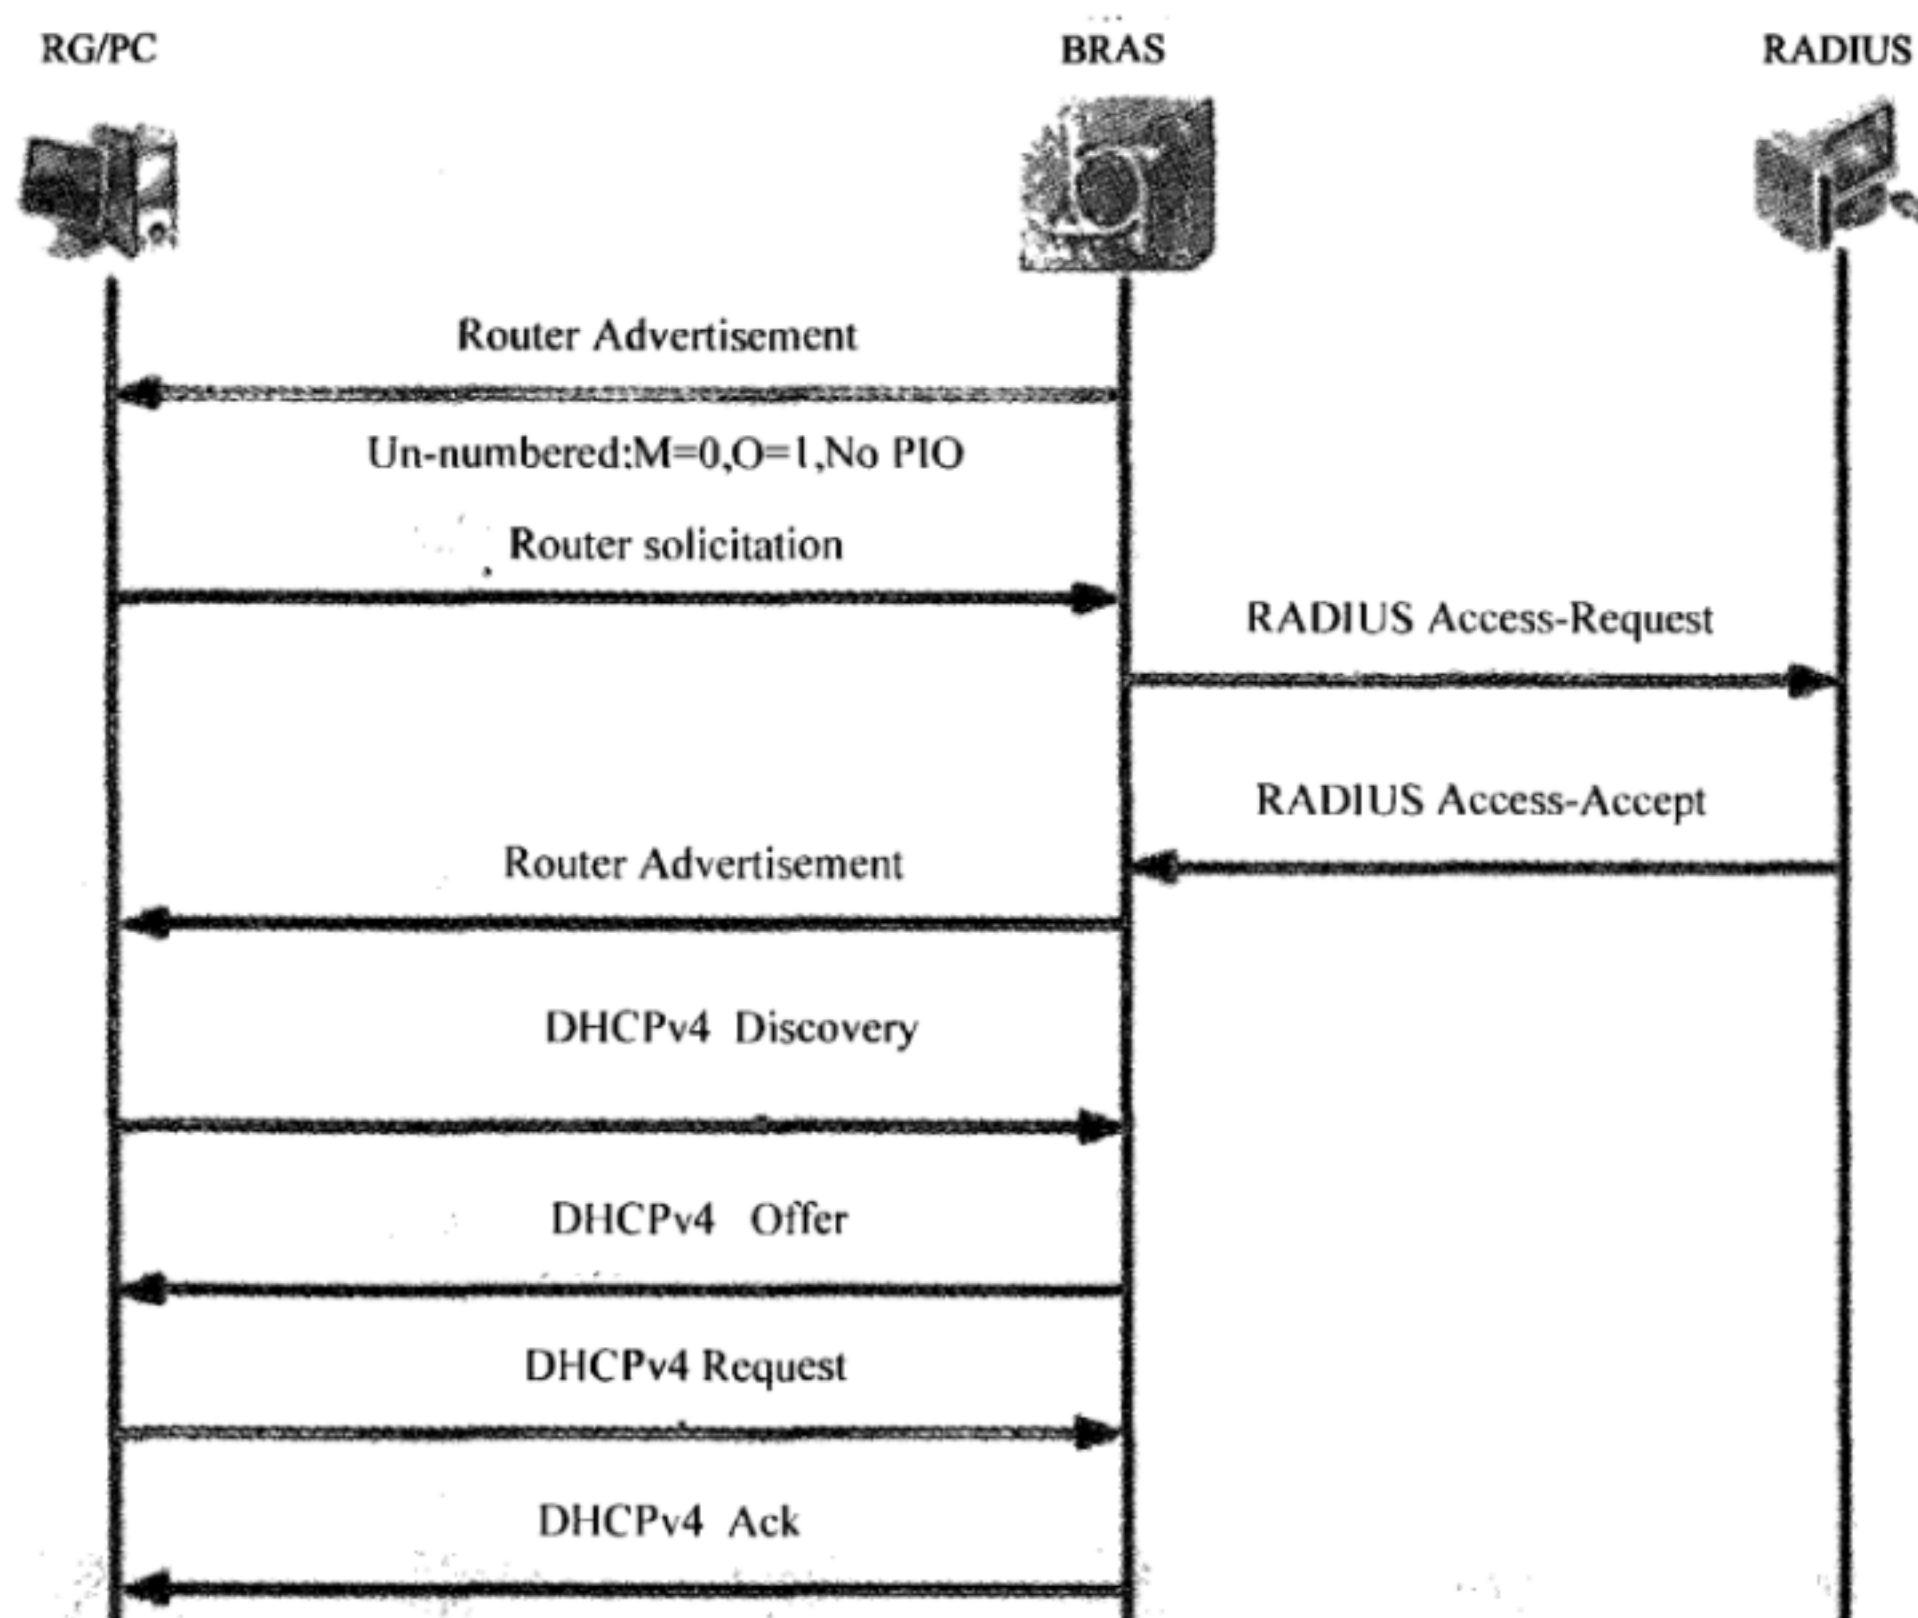 RG/PC
BRAS
RADIUS
Router Advertisement
Un-numbered:M=0,O=1,No PIO
Router solicitation
RADIUS Access-Request
RADIUS Access-Accept
Router Advertisement
DHCPv4 Discovery
DHCPv4 Offer
DHCPv4 Request
DHCPv4 Ack